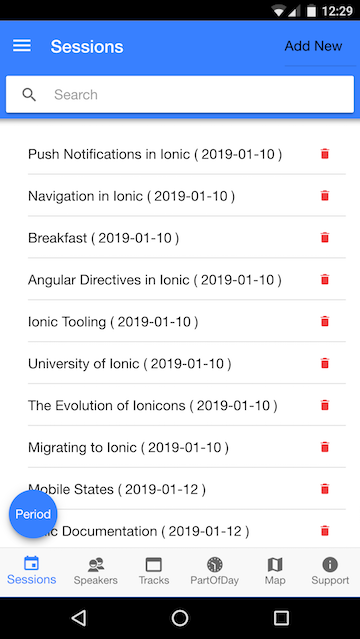 12:29
Sessions
Add New
Search
Push Notifications in Ionic ( 2019-01-10 )
Navigation in Ionic ( 2019-01-10 )
Breakfast ( 2019-01-10 )
Angular Directives in Ionic ( 2019-01-10 )
Ionic Tooling ( 2019-01-10 )
University of Ionic ( 2019-01-10 )
The Evolution of Ionicons ( 2019-01-10 )
Migrating to Ionic ( 2019-01-10 )
Mobile States ( 2019-01-12 )
Period
Documentation ( 2019-01-12 )
Sessions
Speakers
Tracks
PartOfDay
Map
Support